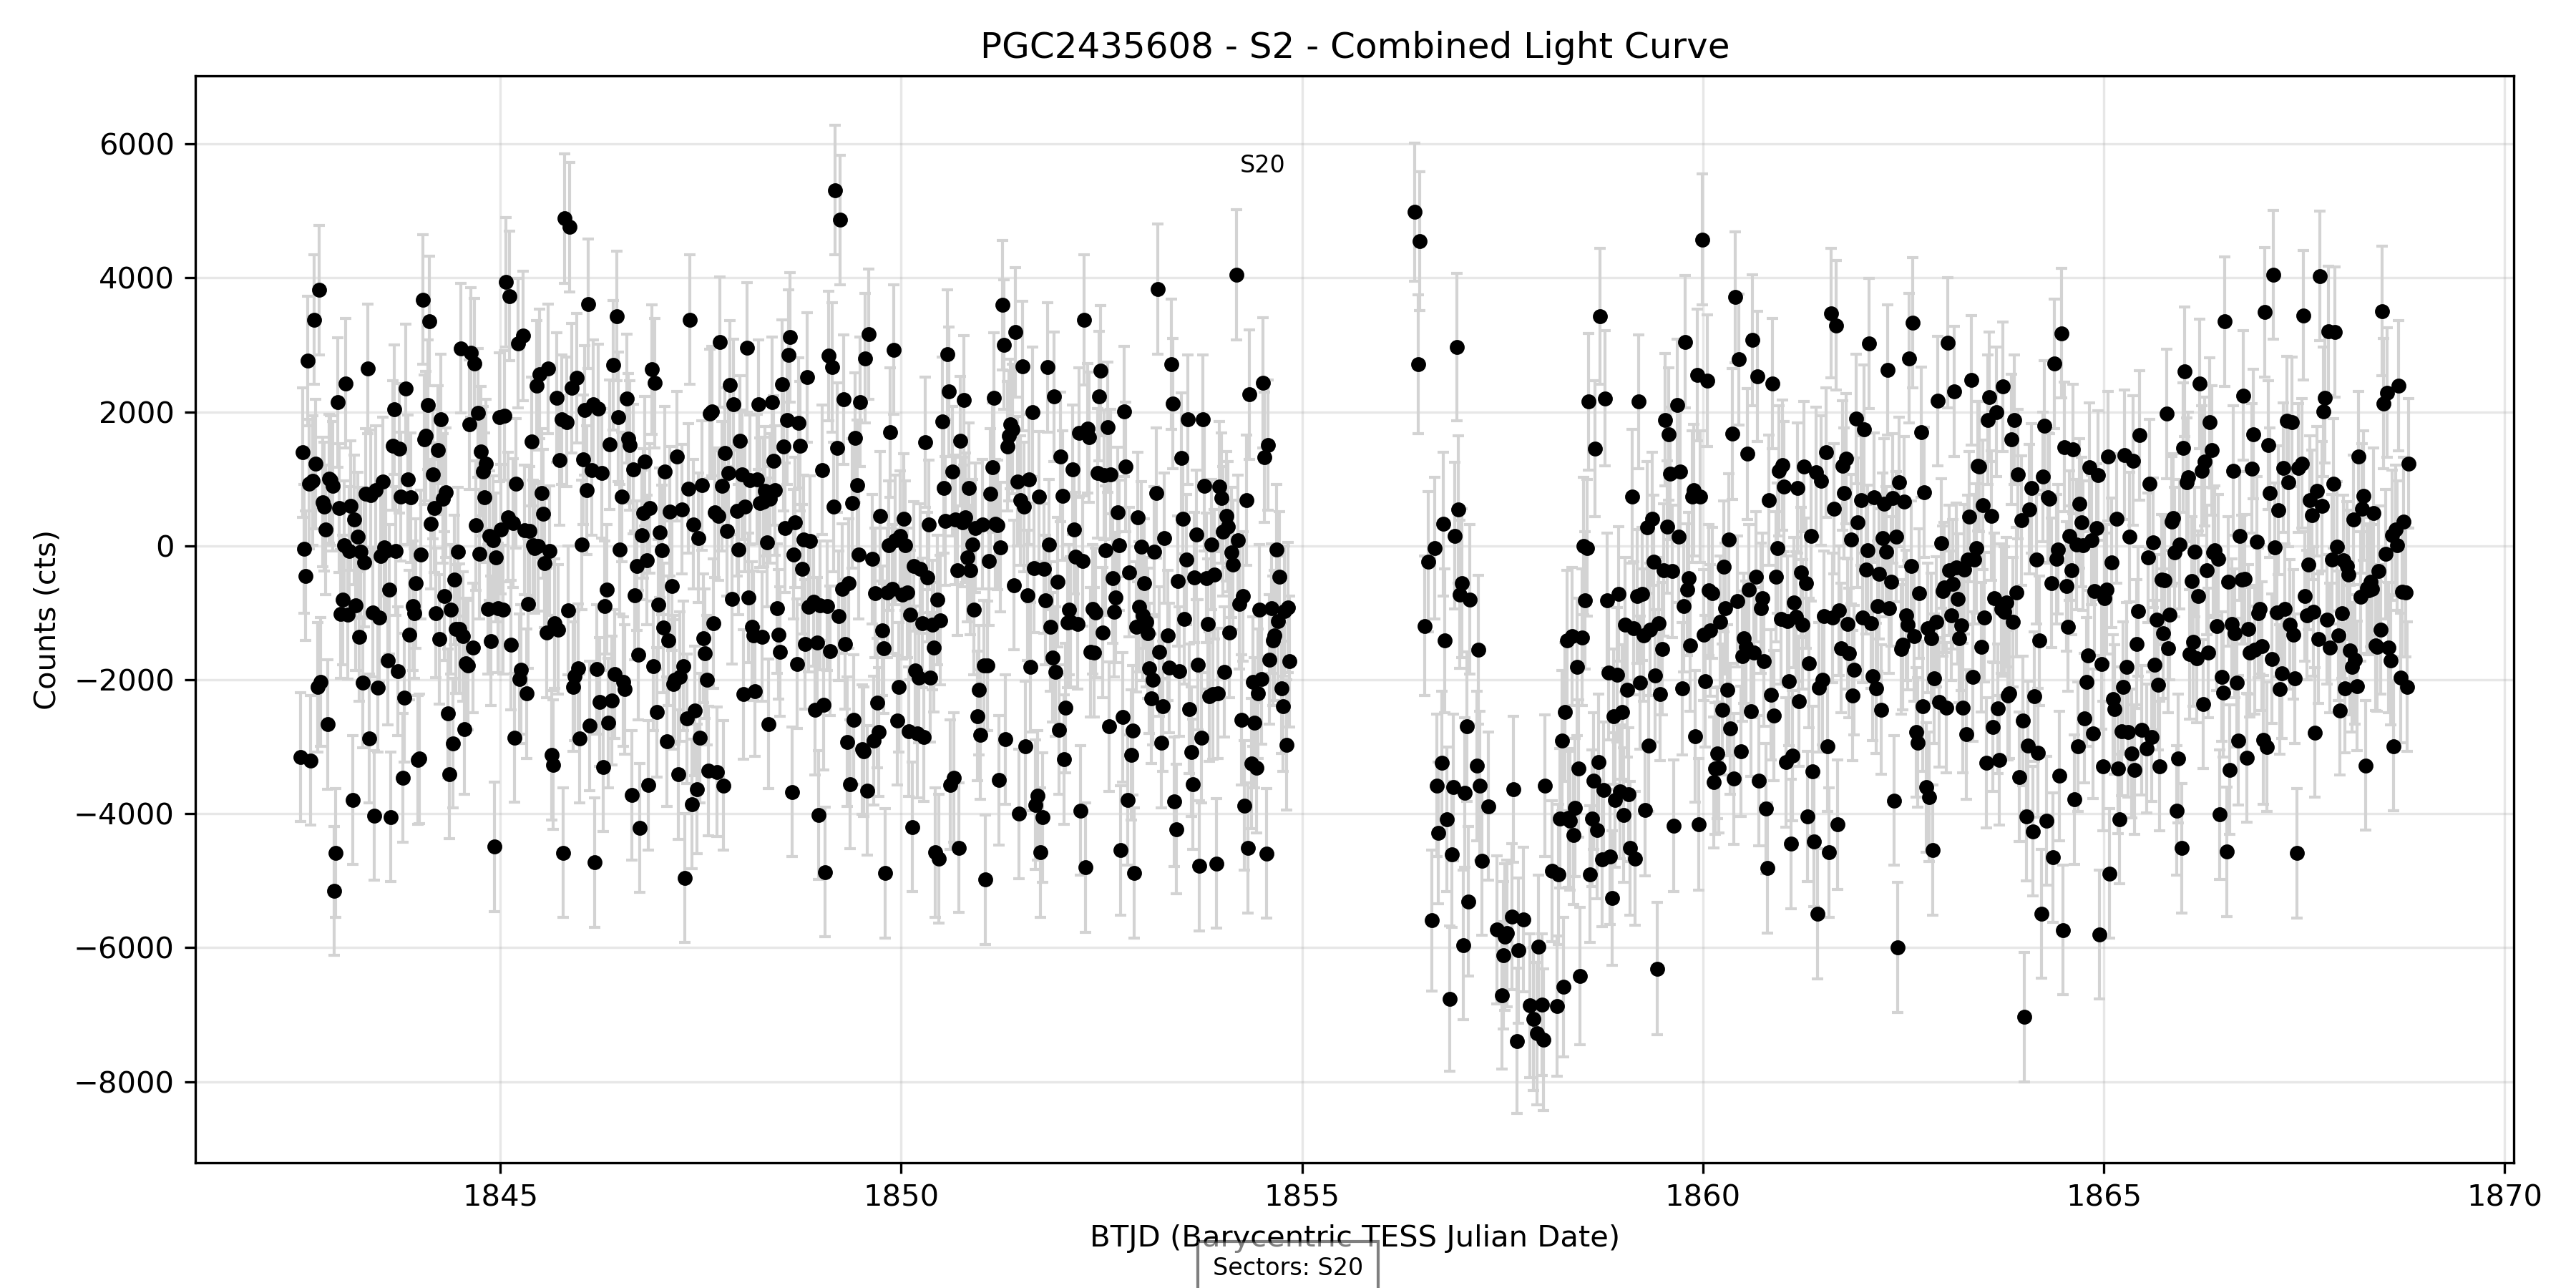 PGC2435608 - S2 - Combined Light Curve
S20
6000
4000
2000
0
−2000
−4000
−6000
−8000
Counts (cts)
1845
1850
1855
1860
1865
1870
BTJD (Barycentric TESS Julian Date)
Sectors: S20